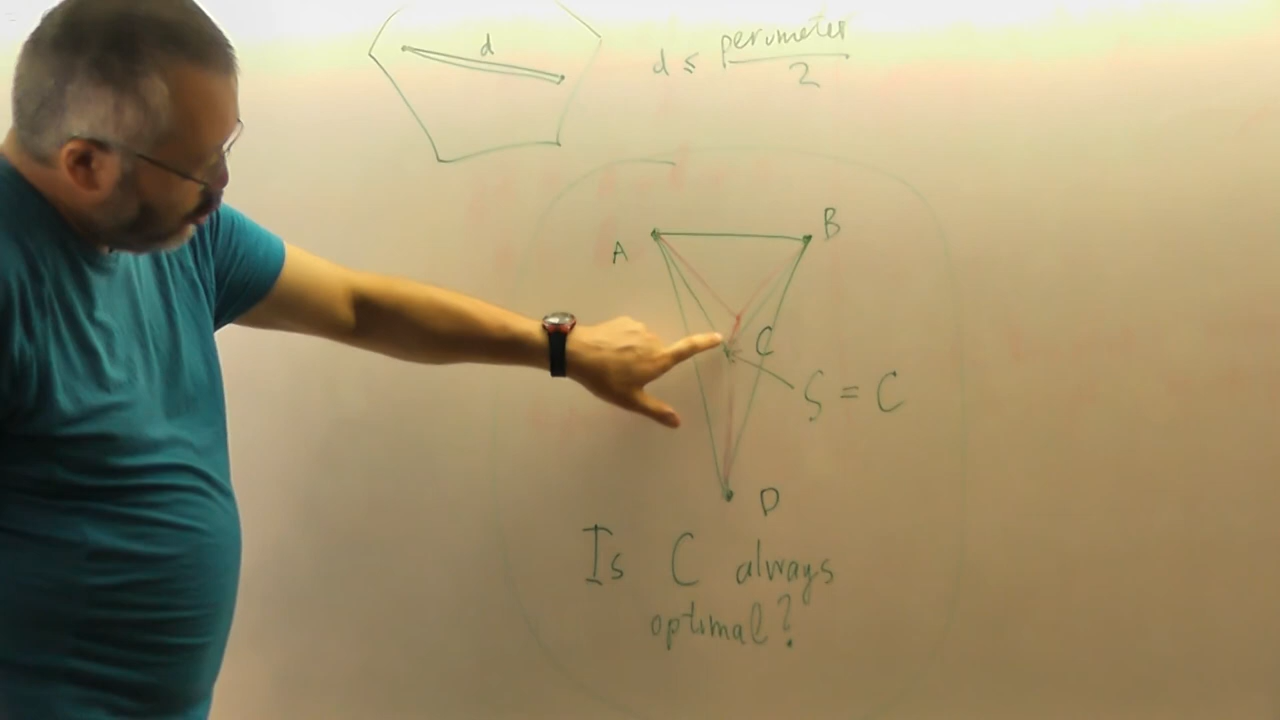 d
d ≤ perimeter / 2
A
B
C
S = C
D
Is C always
optimal?